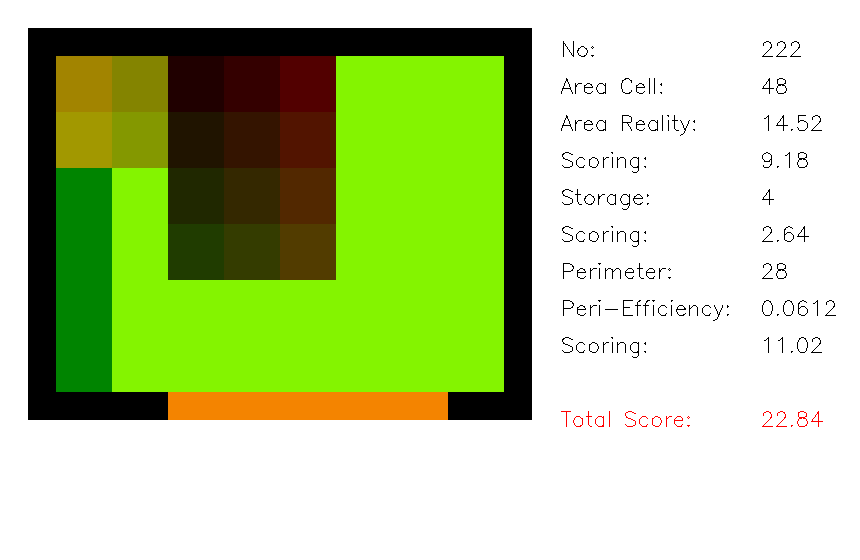 No: 222
Area Cell: 48
Area Reality: 14.52
Scoring: 9.18
Storage: 4
Scoring: 2.64
Perimeter: 28
Peri-Efficiency: 0.0612
Scoring: 11.02
Total Score: 22.84